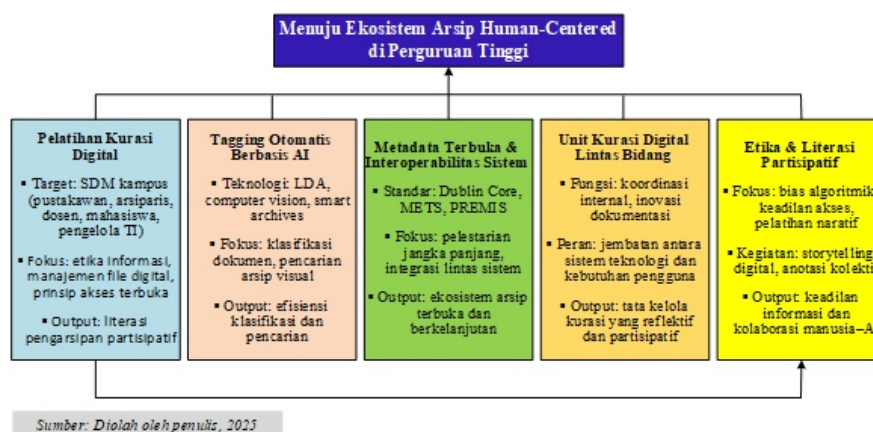 Menuju Ekosistem Arsip Human-Centered
di Perguruan Tinggi
Pelatihan Kurasi
Digital
▪ Target: SDM kampus
(pustakawan, arsiparis,
dosen, mahasiswa,
pengelola TI)
▪ Fokus: etika informasi,
manajemen file digital,
prinsip akses terbuka
▪ Output: literasi
pengarsipan partisipatif
Tagging Otomatis
Berbasis AI
▪ Teknologi: LDA,
computer vision, smart
archives
▪ Fokus: klasifikasi
dokumen, pencarian
arsip visual
▪ Output: efisiensi
klasifikasi dan
pencarian
Metadata Terbuka &
Interoperabilitas Sistem
▪ Standar: Dublin Core,
METS, PREMIS
▪ Fokus: pelestarian
jangka panjang,
integrasi lintas sistem
▪ Output: ekosistem arsip
terbuka dan
berkelanjutan
Unit Kurasi Digital
Lintas Bidang
▪ Fungsi: koordinasi
internal, inovasi
dokumentasi
▪ Peran: jembatan antara
sistem teknologi dan
kebutuhan pengguna
▪ Output: tata kelola
kurasi yang reflektif
dan partisipatif
Etika & Literasi
Partisipatif
▪ Fokus: bias algoritmik
keadilan akses,
pelatihan naratif
▪ Kegiatan: storytelling
digital, anotasi kolekti
▪ Output: keadilan
informasi dan
kolaborasi manusia–A
Sumber: Diolah oleh penulis, 2025